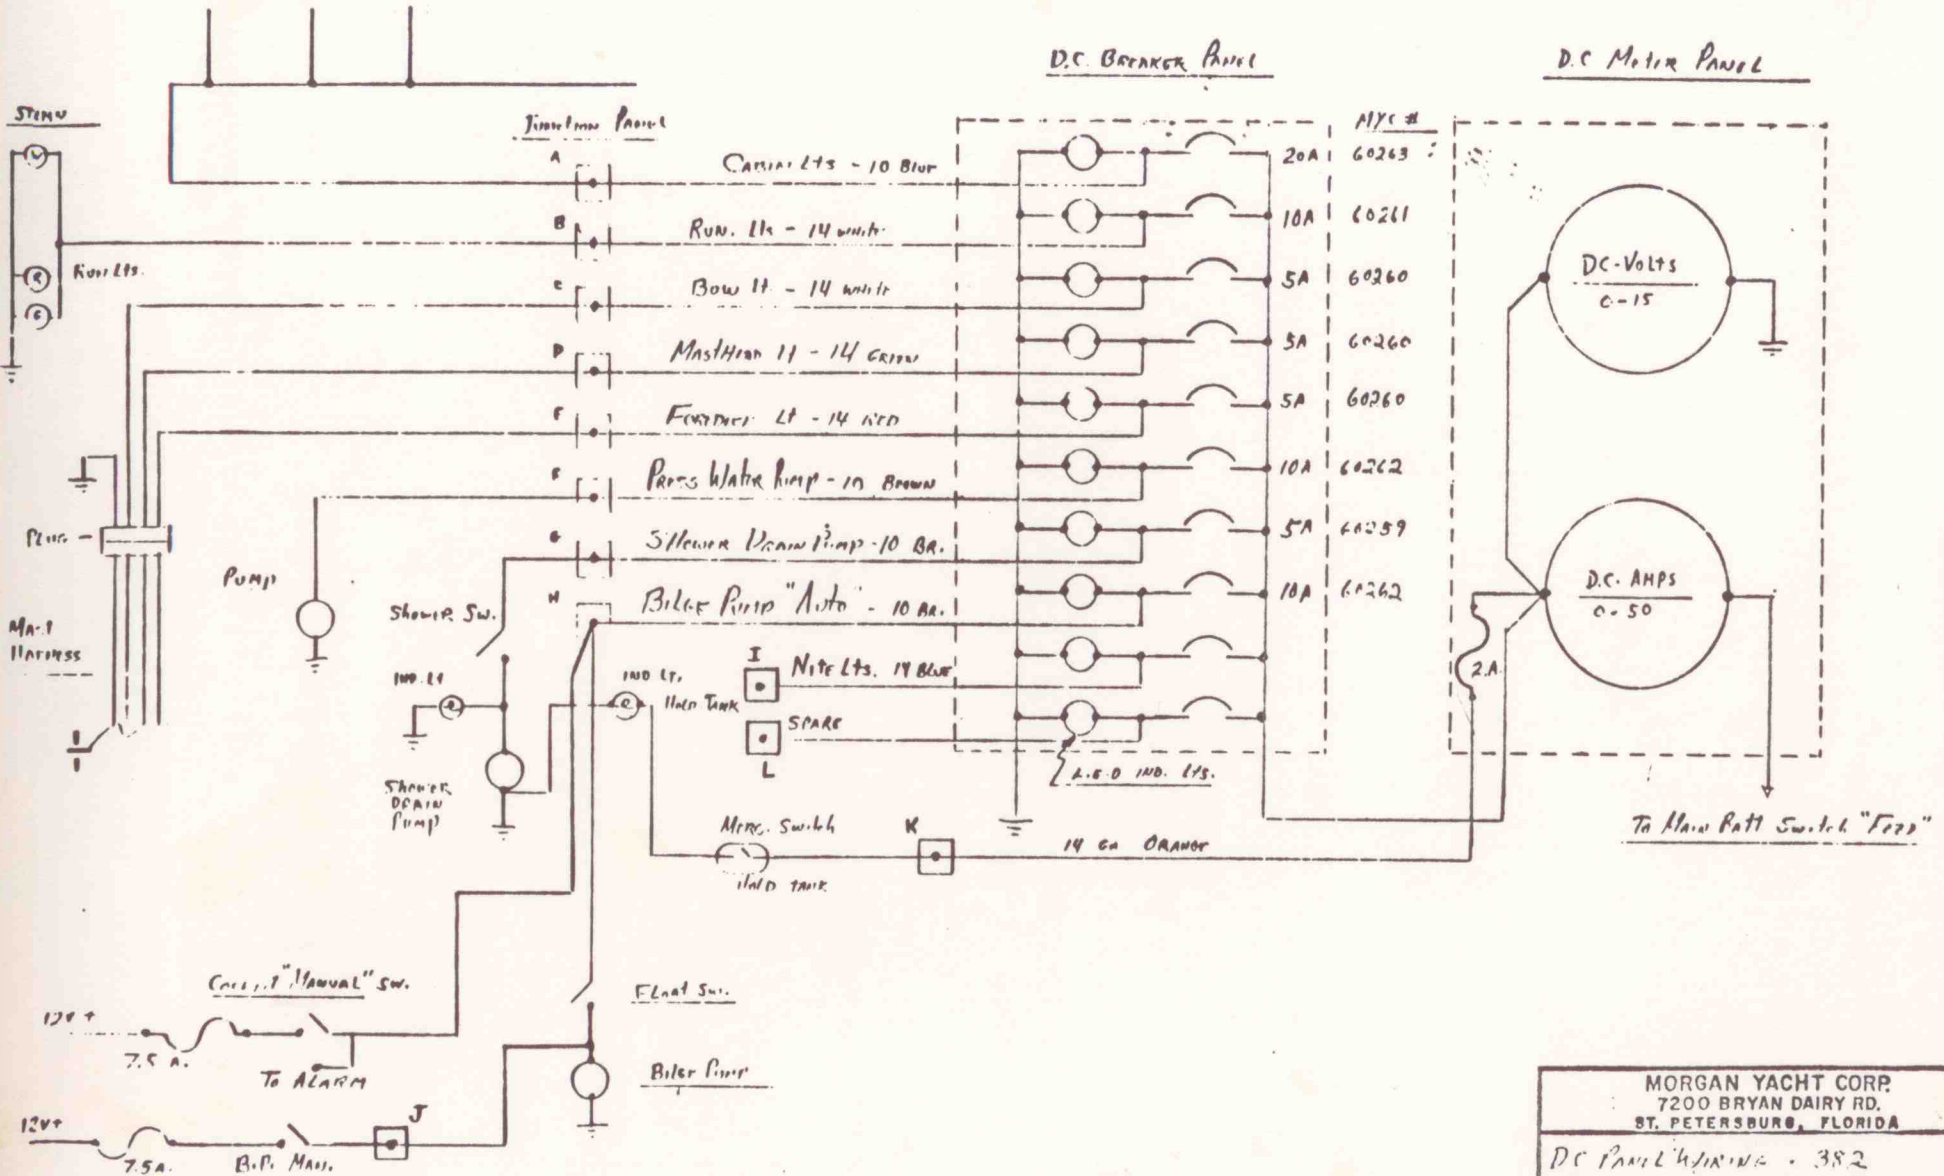 D.C. BREAKER PANEL
D.C METER PANEL
STERN
JUNCTION PANEL
MYC #
A
CABIN LTS - 10 BLUE
20A
60263
B
RUN. Lts - 14 white
10A
60261
RUN LTS.
C
BOW lt - 14 white
5A
60260
DC-VOLTS
0-15
D
MASTHEAD lt - 14 GREEN
5A
60260
LT - 14 RED
5A
60260
PRESS WATER PUMP - 10 BROWN
10A
60262
PLUG
G
SHOWER DRAIN PUMP - 10 BR.
5A
60259
PUMP
H
BILGE PUMP "AUTO" - 10 BR.
10A
60262
D.C. AMPS
0-50
SHOWER SW.
MAST
HARNESS
IND. LT
IND LT.
HOLD TANK
I
NITE LTS. 14 BLUE
2.A.
SPARE
L
L.E.D IND. LTS.
SHOWER
DRAIN
PUMP
MERC. SWITCH
HOLD TANK
K
14 GA ORANGE
TO MAIN BATT SWITCH "FEED"
COCKPIT "MANUAL" SW.
FLOAT SW.
12V +
7.5 A.
TO ALARM
BILGE PUMP
12V+
7.5A.
B.P. MAN.
J
MORGAN YACHT CORP.
7200 BRYAN DAIRY RD.
ST. PETERSBURG, FLORIDA
DC PANEL WIRING - 382